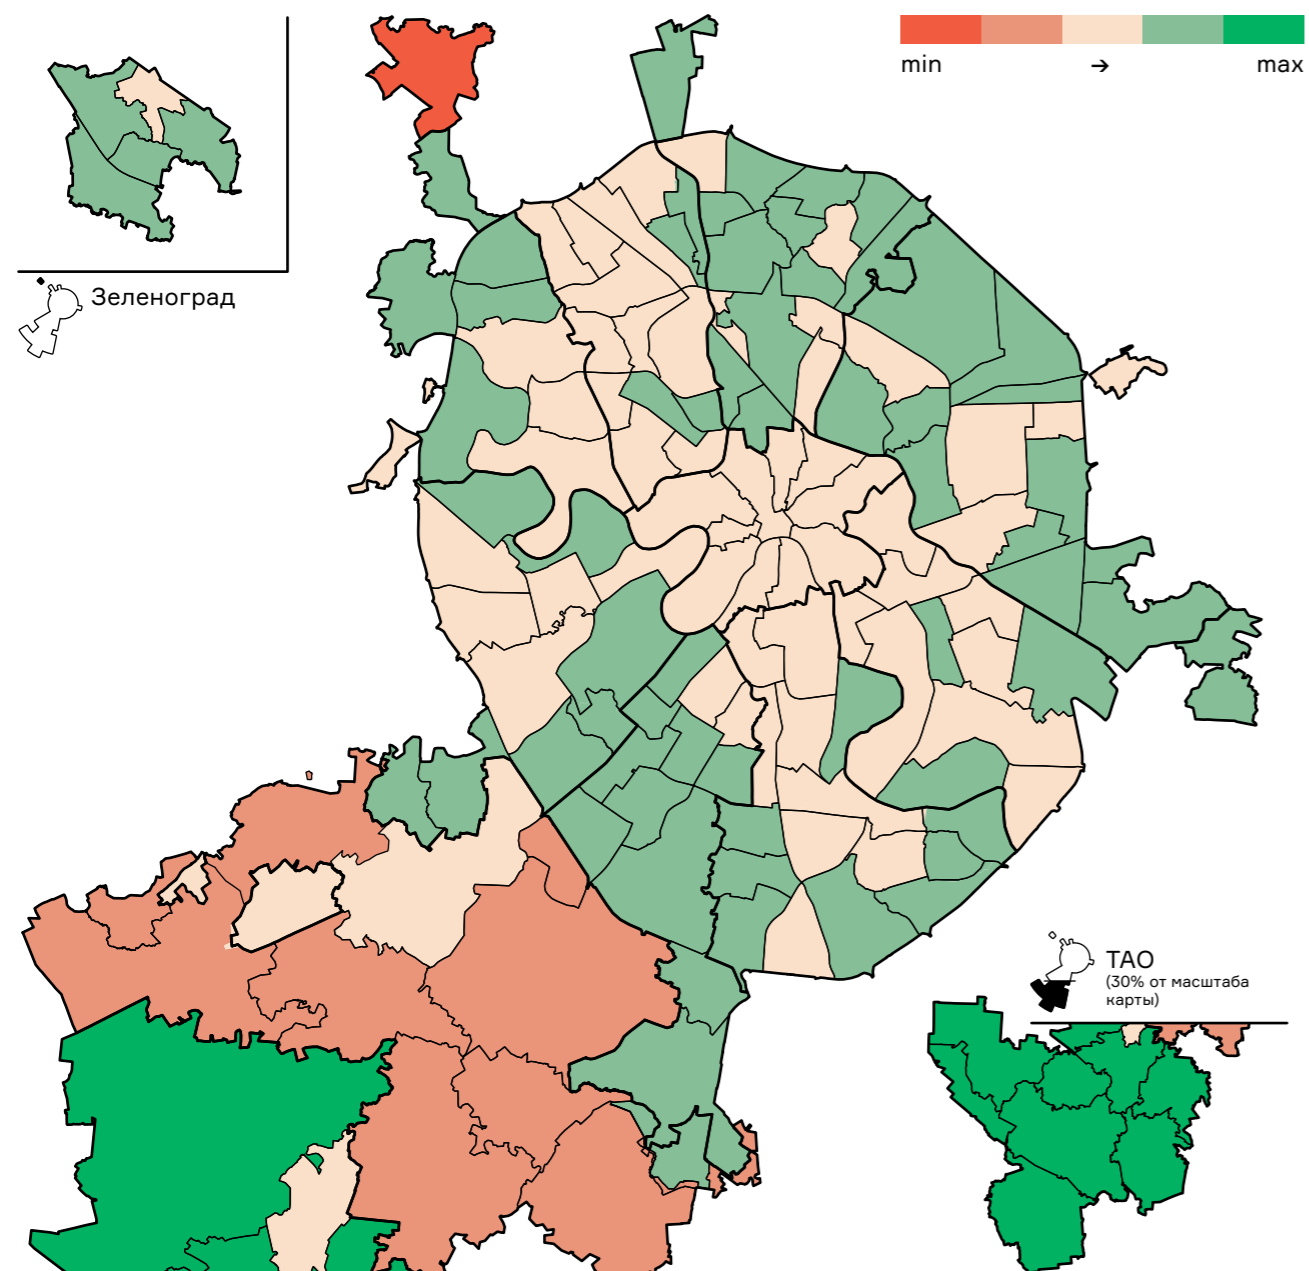 min → max
Зеленоград
ТАО
(30% от масштаба
карты)